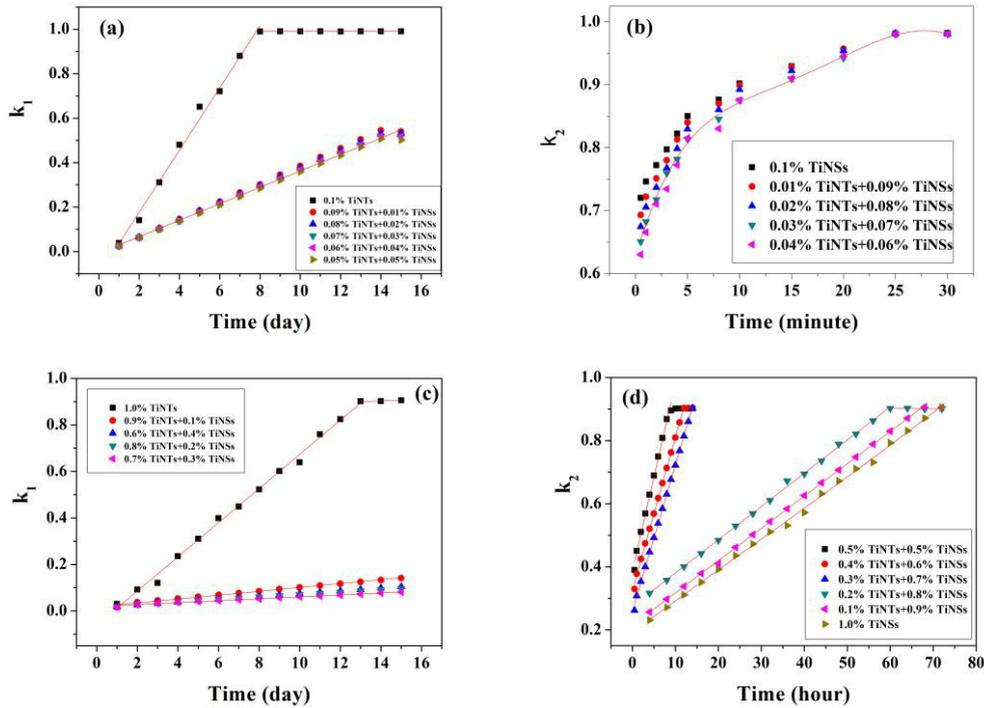 (a)
k1
1.0
0.8
0.6
0.4
0.2
0.0
0.1% TiNTs
0.09% TiNTs+0.01% TiNSs
0.08% TiNTs+0.02% TiNSs
0.07% TiNTs+0.03% TiNSs
0.06% TiNTs+0.04% TiNSs
0.05% TiNTs+0.05% TiNSs
0 2 4 6 8 10 12 14 16
Time (day)
(b)
k2
1.0
0.9
0.8
0.7
0.6
0.1% TiNSs
0.01% TiNTs+0.09% TiNSs
0.02% TiNTs+0.08% TiNSs
0.03% TiNTs+0.07% TiNSs
0.04% TiNTs+0.06% TiNSs
0 5 10 15 20 25 30
Time (minute)
(c)
k1
1.0
0.8
0.6
0.4
0.2
0.0
1.0% TiNTs
0.9% TiNTs+0.1% TiNSs
0.6% TiNTs+0.4% TiNSs
0.8% TiNTs+0.2% TiNSs
0.7% TiNTs+0.3% TiNSs
0 2 4 6 8 10 12 14 16
Time (day)
(d)
k2
1.0
0.8
0.6
0.4
0.2
0.5% TiNTs+0.5% TiNSs
0.4% TiNTs+0.6% TiNSs
0.3% TiNTs+0.7% TiNSs
0.2% TiNTs+0.8% TiNSs
0.1% TiNTs+0.9% TiNSs
1.0% TiNSs
0 10 20 30 40 50 60 70 80
Time (hour)